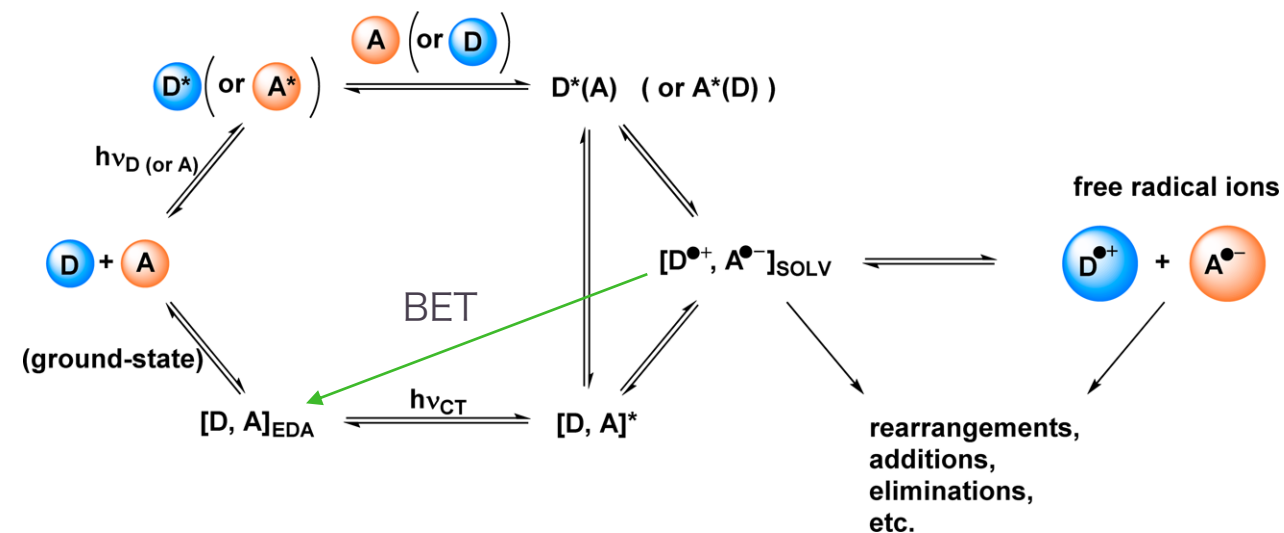 A (or D)
D* (or A*)
D*(A) ( or A*(D) )
hνD (or A)
free radical ions
D + A
[D●+, A●−]SOLV
D●+ + A●−
BET
(ground-state)
hνCT
[D, A]EDA
[D, A]*
rearrangements,
additions,
eliminations,
etc.